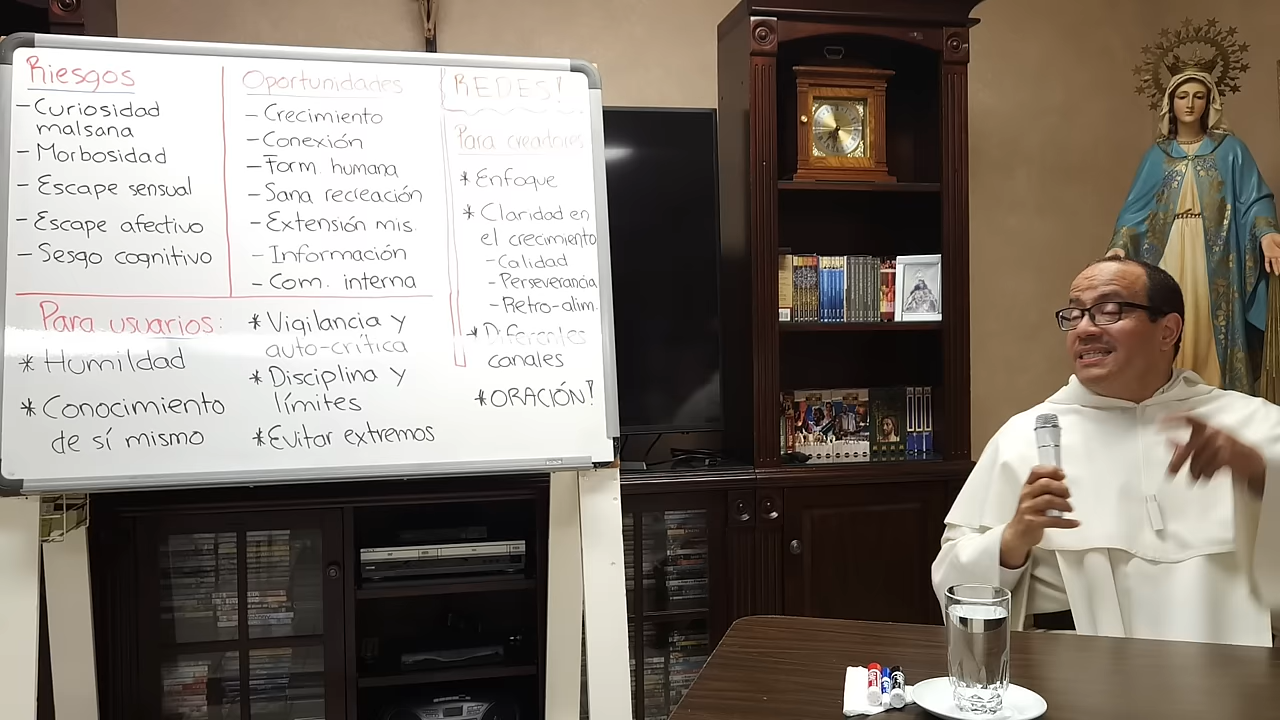 Riesgos
- Curiosidad
malsana
- Morbosidad
- Escape sensual
- Escape afectivo
- Sesgo cognitivo
Oportunidades
- Crecimiento
- Conexión
- Form. humana
- Sana recreación
- Extensión mis.
- Información
- Com. interna
REDES!
Para creadores
* Enfoque
* Claridad en
el crecimiento
- Calidad
- Perseverancia
- Retro-alim.
* Diferentes
canales
* ORACIÓN!
Para usuarios:
* Humildad
* Conocimiento
de sí mismo
* Vigilancia y
auto-crítica
* Disciplina y
límites
* Evitar extremos